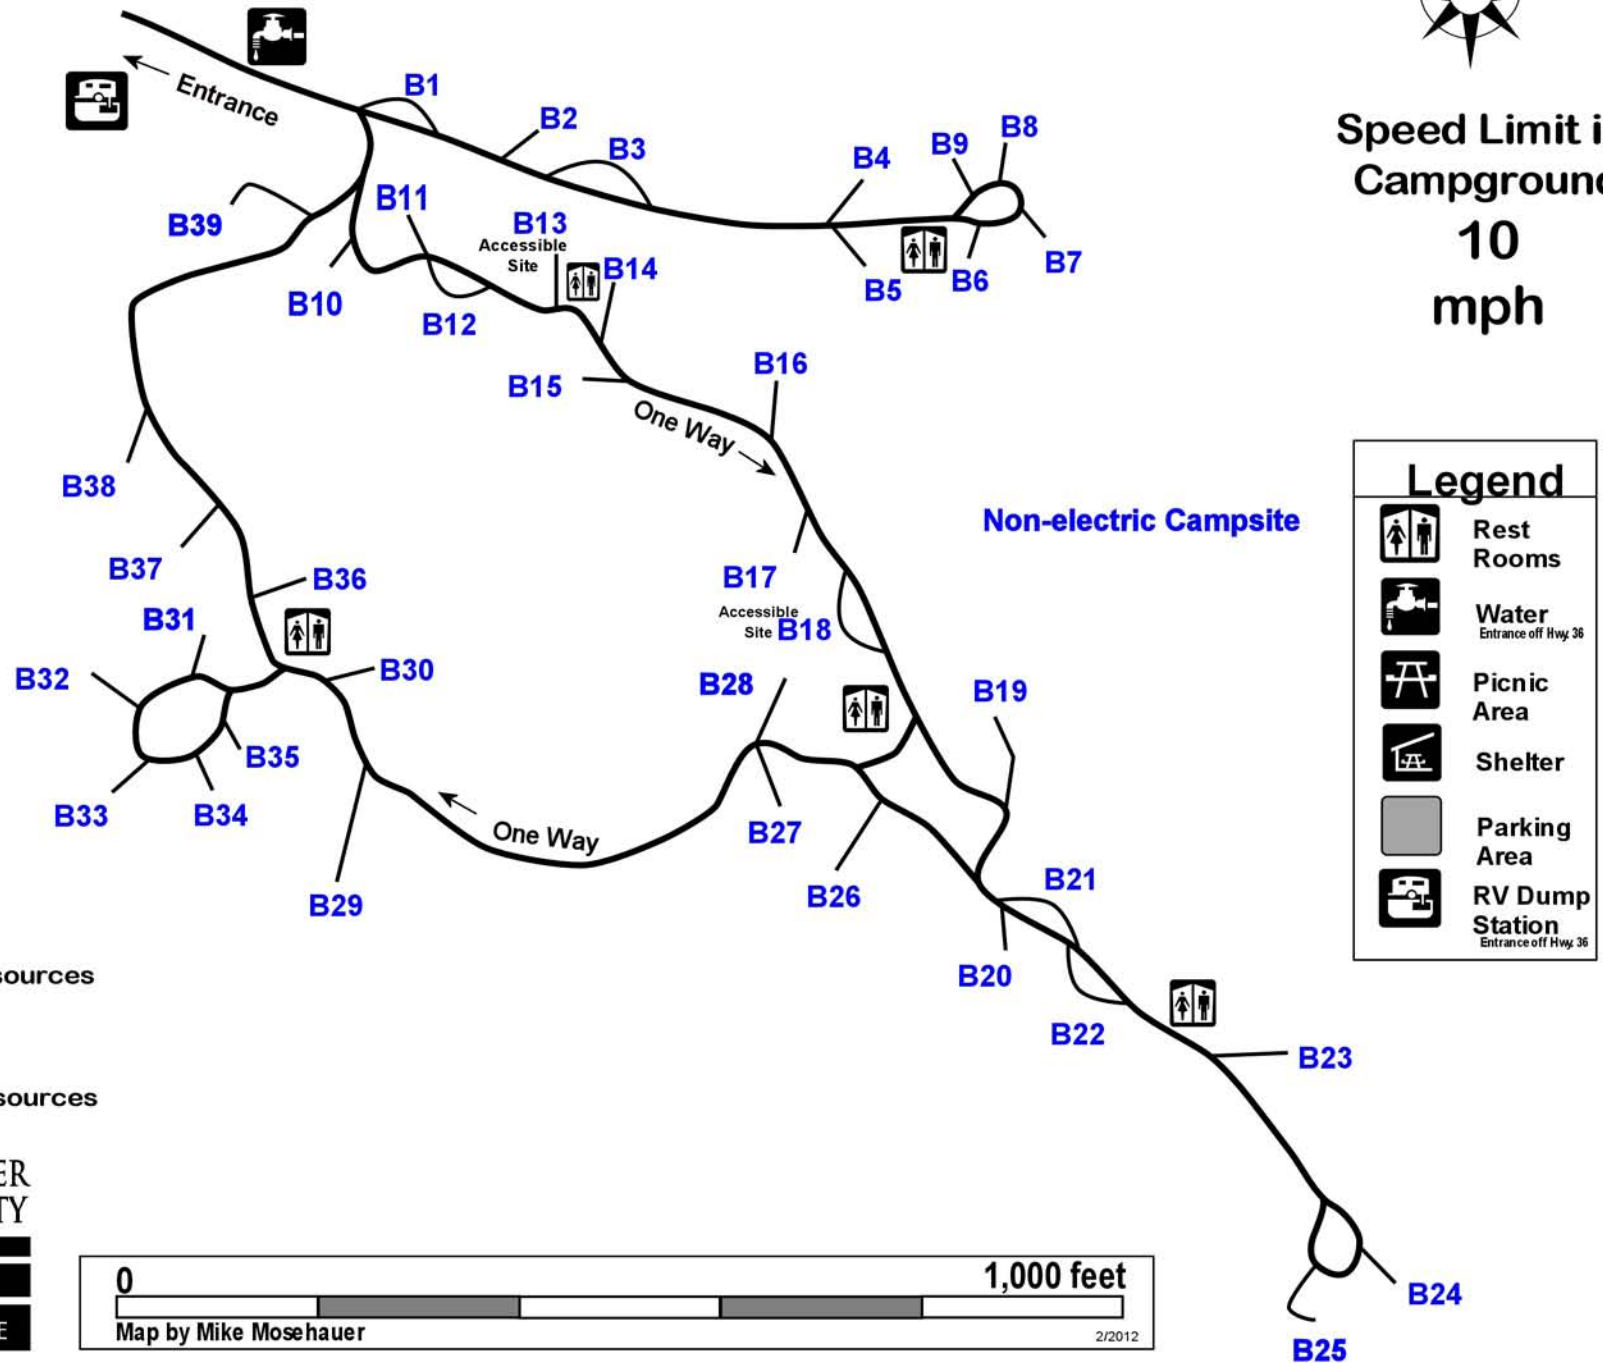 Entrance
B1
B2
B3
B4
B9
B8
B39
B11
B13
Accessible
Site
B14
B5
B6
B7
B10
B12
B15
B16
One Way
B38
B37
B36
B17
Accessible
Site B18
B31
B32
B30
B28
B19
B35
B33
B34
One Way
B27
B26
B29
B21
B20
B22
B23
B24
B25
Non-electric Campsite
Speed Limit i
Campground
10
mph
Legend
Rest
Rooms
Water
Entrance off Hwy. 36
Picnic
Area
Shelter
Parking
Area
RV Dump
Station
Entrance off Hwy. 36
sources
sources
ER
TY
E
0
1,000 feet
Map by Mike Mosehauer
2/2012